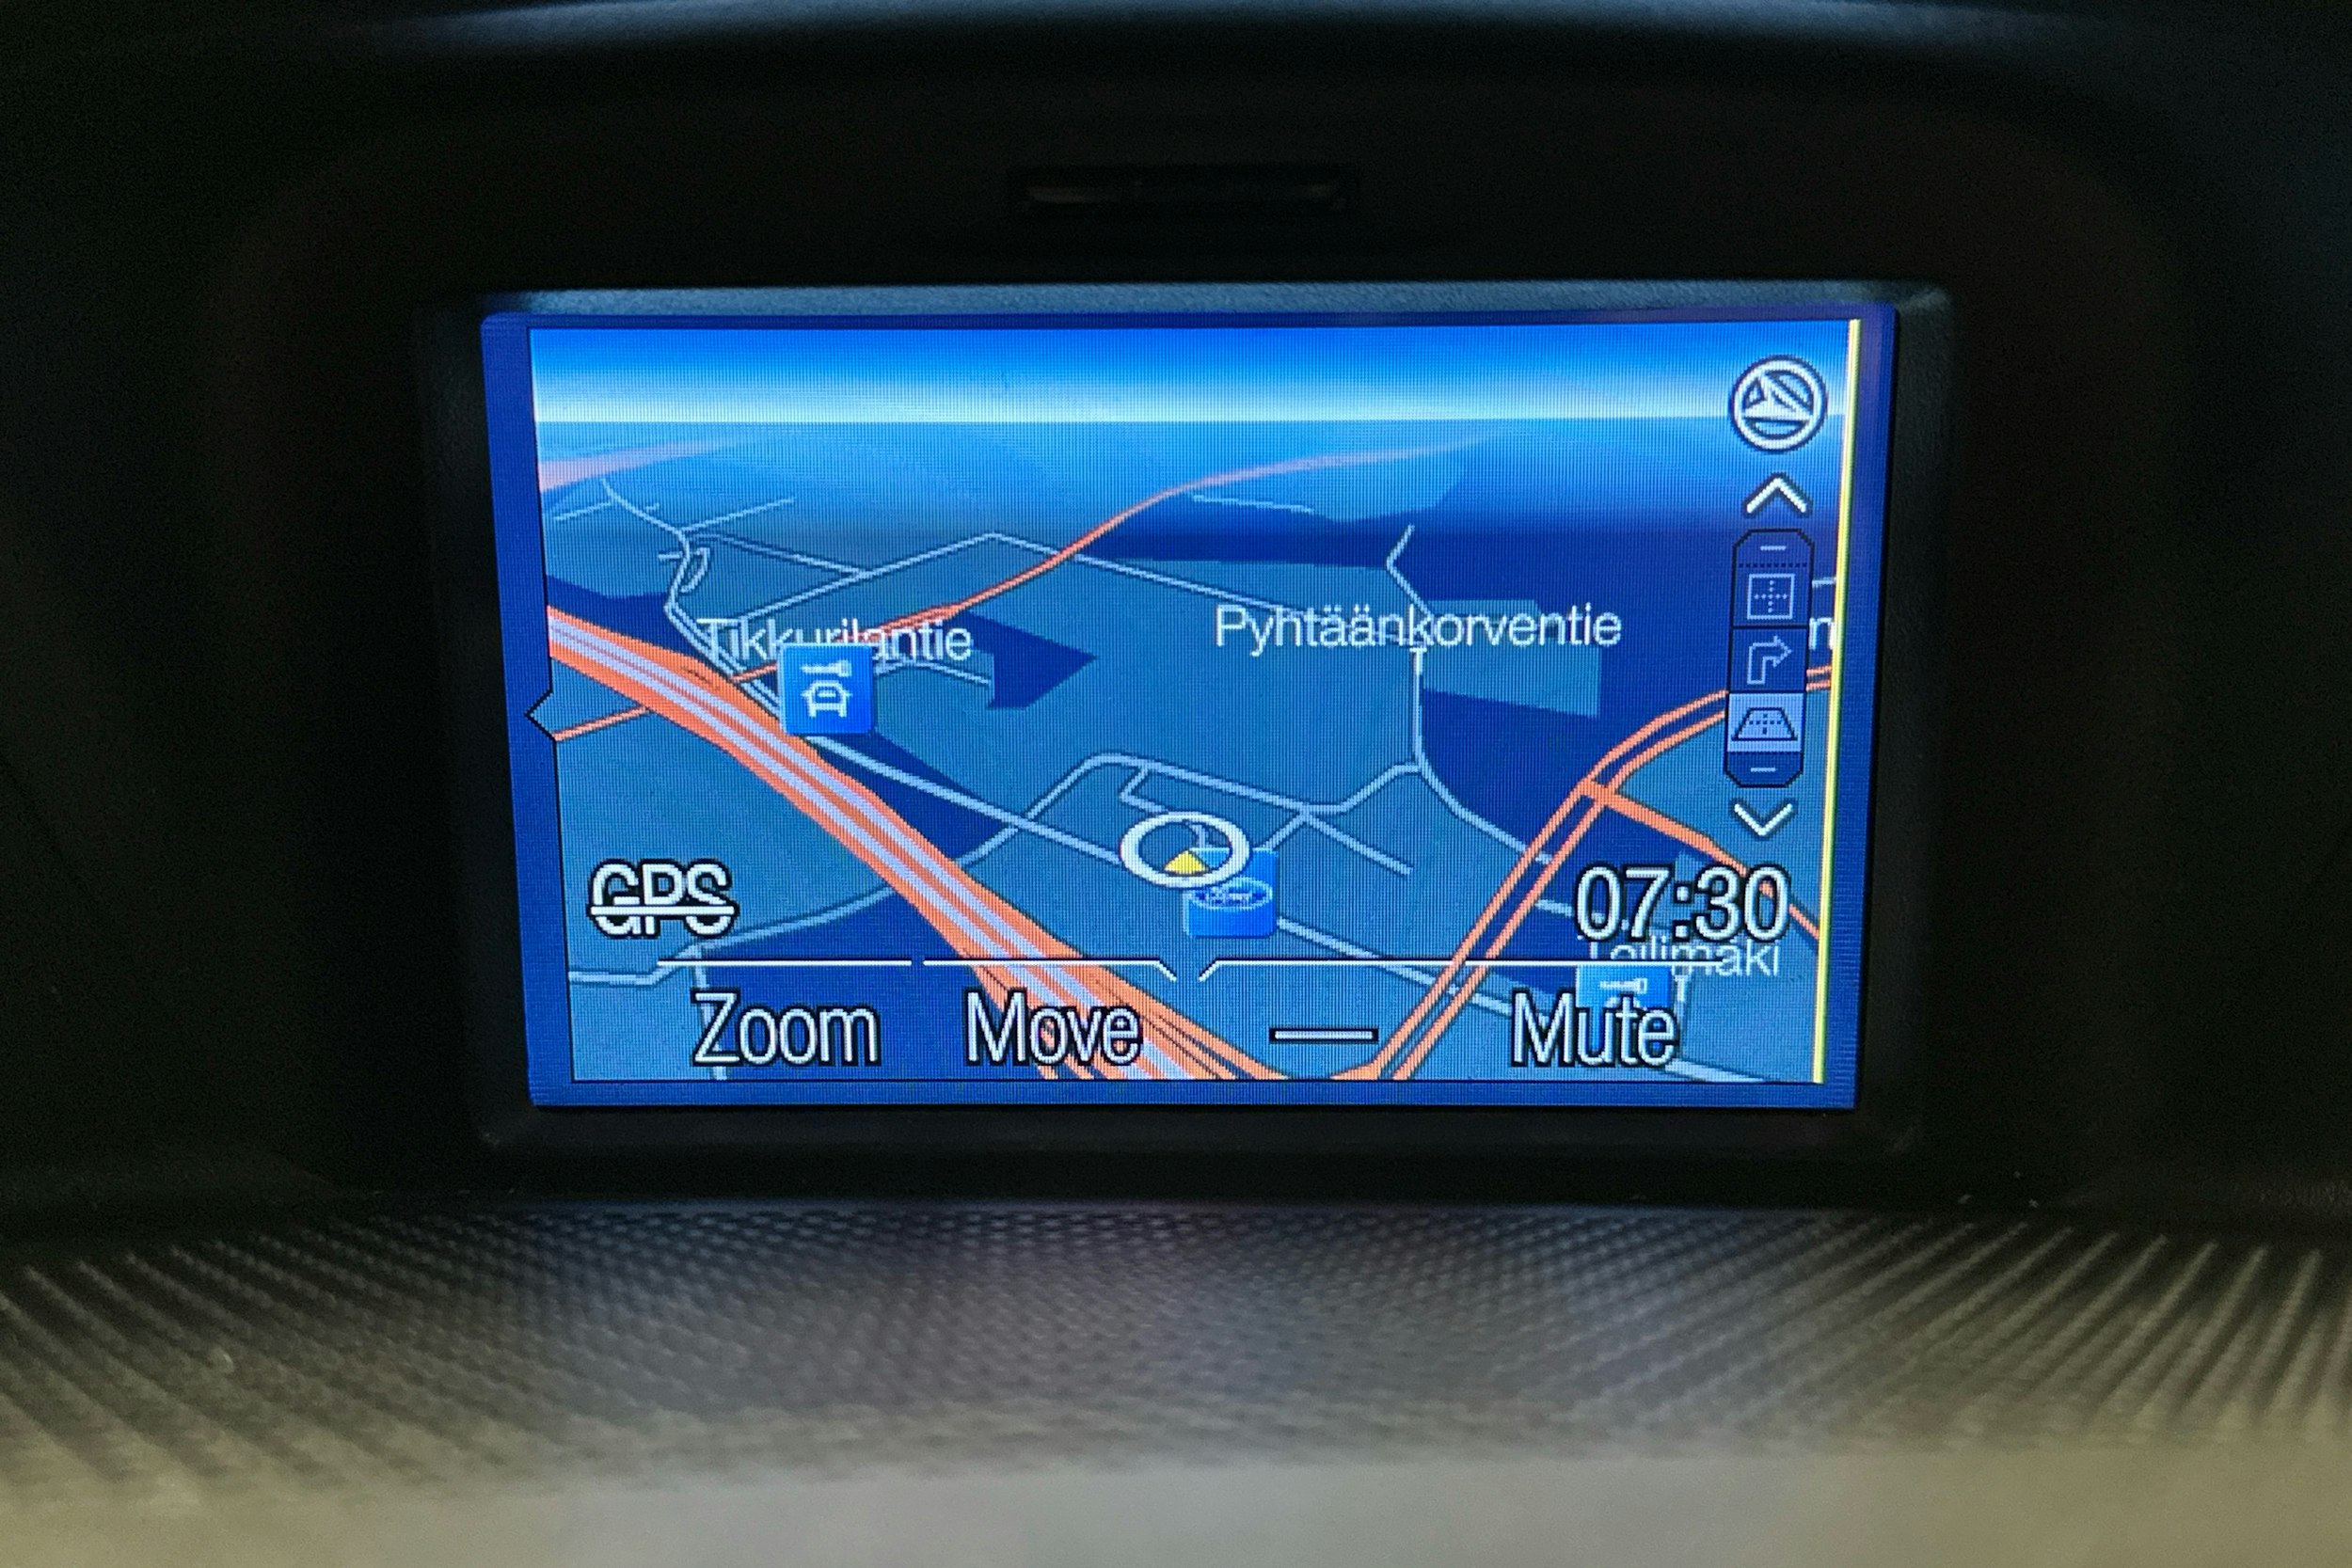 Tikkurilantie
Pyhtäänkorventie
GPS
07:30
Zoom
Move
Mute